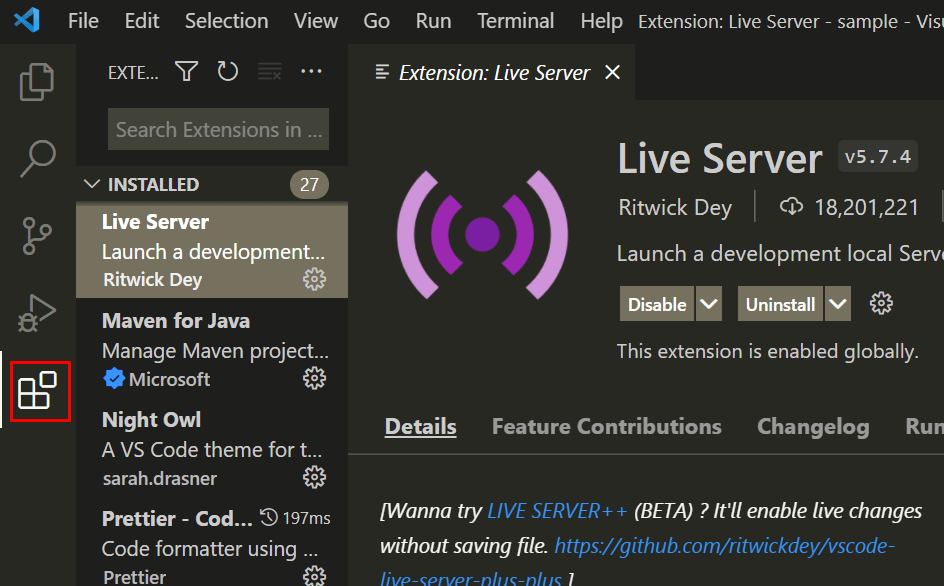 File Edit Selection View Go Run Terminal Help Extension: Live Server - sample - Visu
EXTE...
Search Extensions in ...
INSTALLED 27
Live Server
Launch a development...
Ritwick Dey
Maven for Java
Manage Maven project...
Microsoft
Night Owl
A VS Code theme for t...
sarah.drasner
Prettier - Cod... 197ms
Code formatter using ...
Prettier
Extension: Live Server
Live Server v5.7.4
Ritwick Dey 18,201,221
Launch a development local Serve
Disable Uninstall
This extension is enabled globally.
Details Feature Contributions Changelog Run
[Wanna try LIVE SERVER++ (BETA) ? It'll enable live changes
without saving file. https://github.com/ritwickdey/vscode-
live-server-plus-plus ]